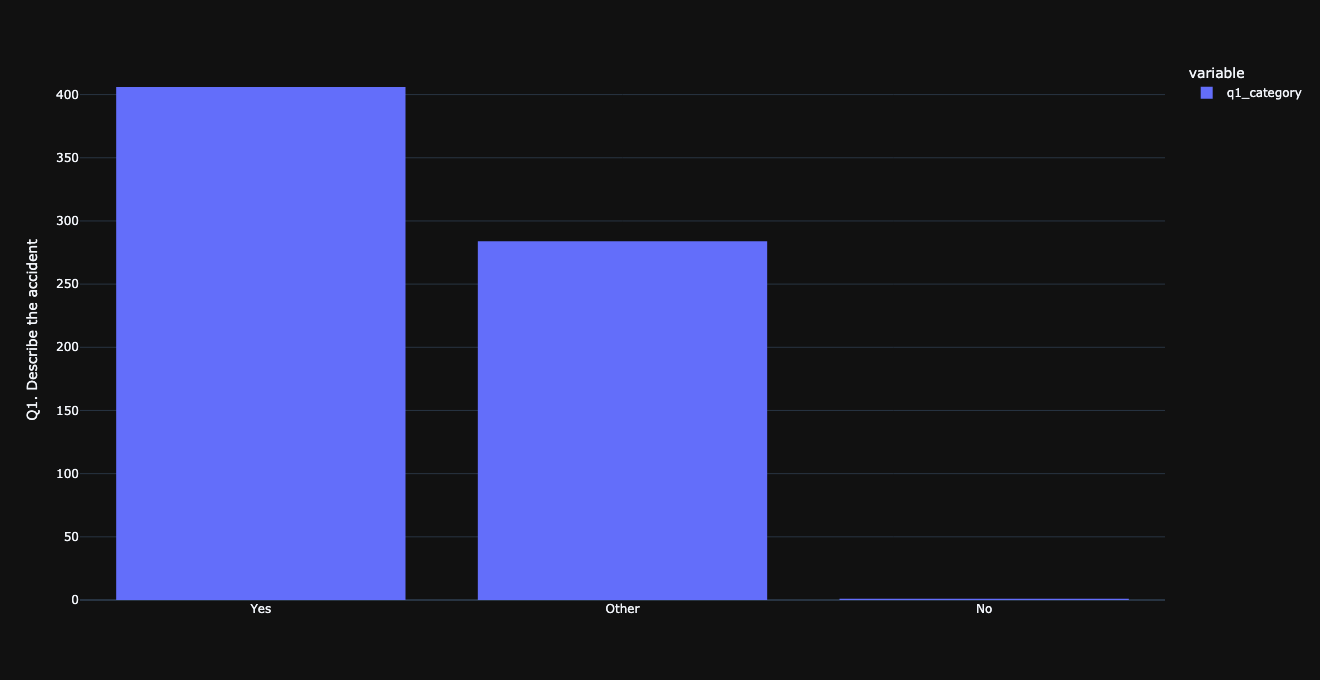 variable
q1_category
400
350
300
250
200
150
100
50
0
Q1. Describe the accident
Yes
Other
No